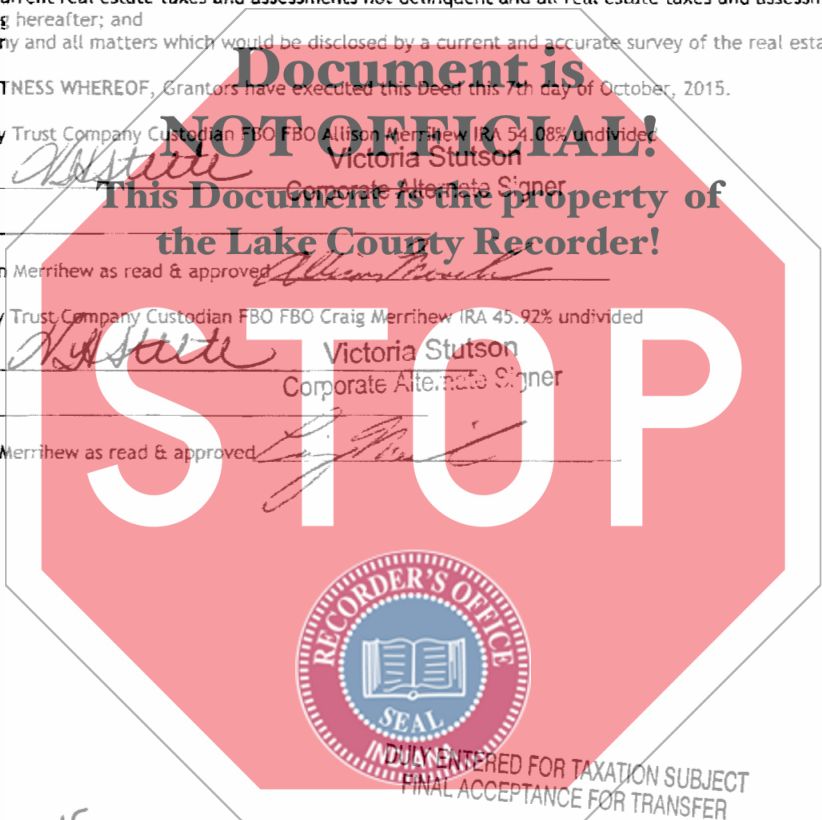 current real estate taxes and assessments not delinquent and all real estate taxes and
g hereafter; and
ny and all matters which would be disclosed by a current and accurate survey of the real esta
Document is
TNESS WHEREOF, Grantors have executed this Deed this 7th day of October, 2015.
y Trust Company Custodian FBO FBO Allison Merrihew IRA 54.08% undivided
NOT OFFICIAL!
Victoria Stutson
Corporate Alternate Signer
This Document is the property of
the Lake County Recorder!
n Merrihew as read & approved
y Trust Company Custodian FBO FBO Craig Merrihew IRA 45.92% undivided
Victoria Stutson
Corporate Alternate Signer
STOP
Merrihew as read & approved
RECORDER'S OFFICE
SEAL
INDIANA
DULY ENTERED FOR TAXATION SUBJECT
FINAL ACCEPTANCE FOR TRANSFER